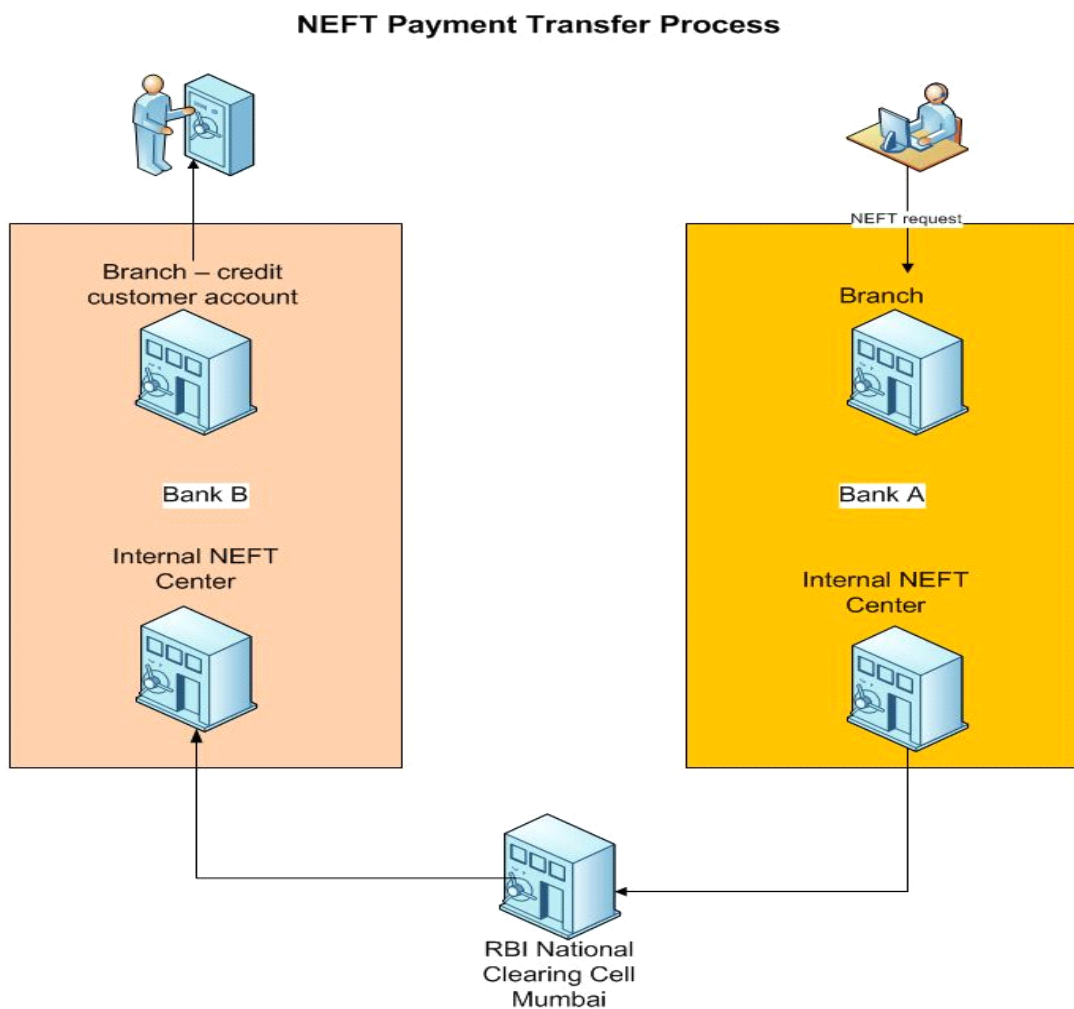 NEFT Payment Transfer Process
NEFT request
Branch – credit
customer account
Branch
Bank B
Bank A
Internal NEFT
Center
Internal NEFT
Center
RBI National
Clearing Cell
Mumbai